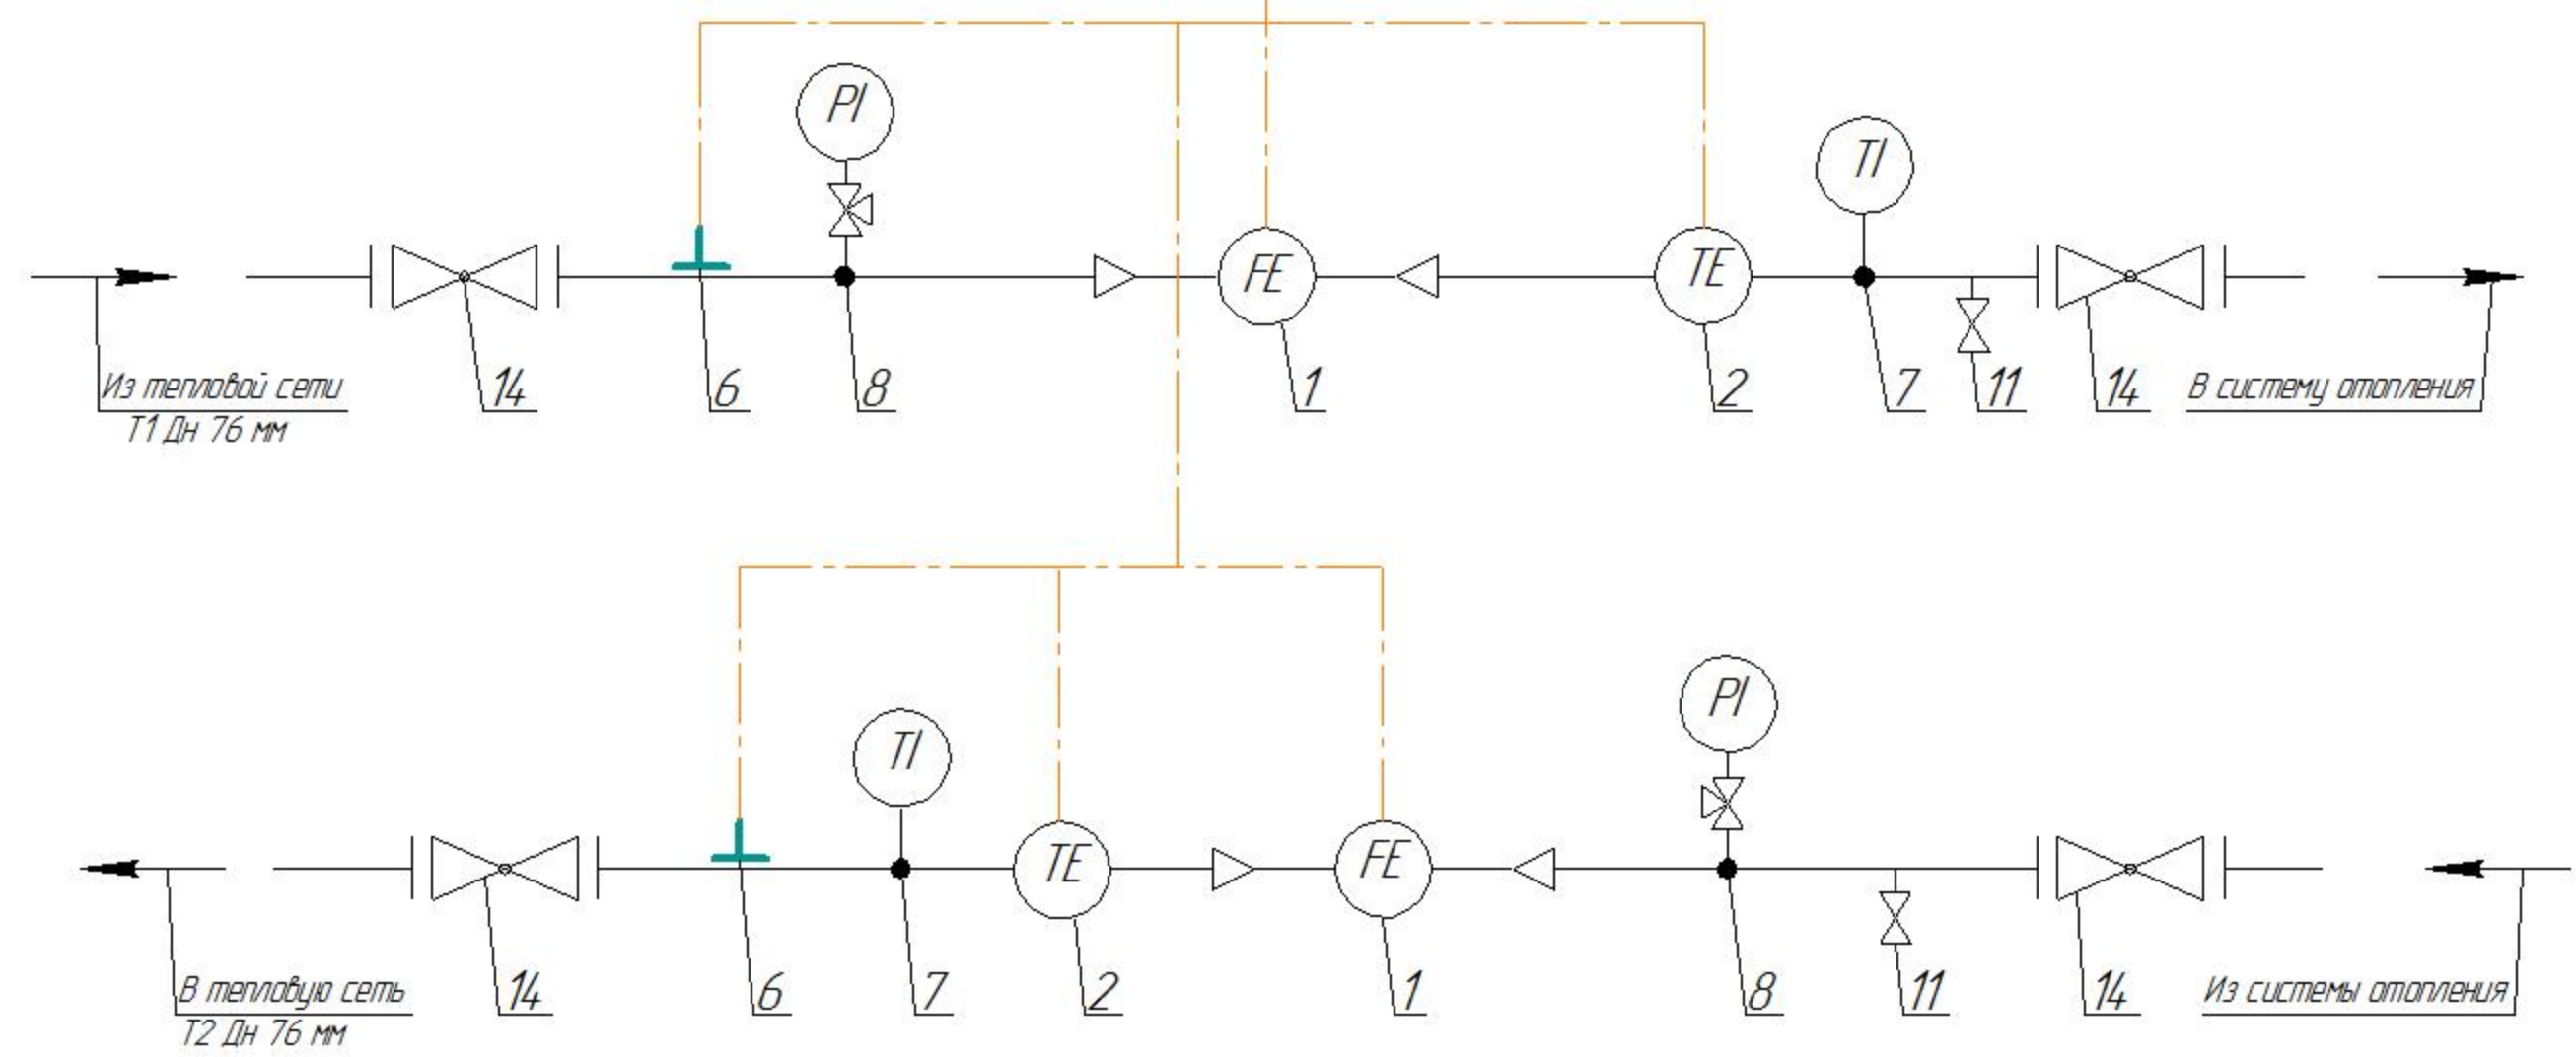 PI
TI
FE
TE
Из тепловой сети
Т1 Дн 76 мм
14
6
8
1
2
7
11
14
В систему отопления
PI
TI
TE
FE
В тепловую сеть
Т2 Дн 76 мм
14
6
7
2
1
8
11
14
Из системы отопления